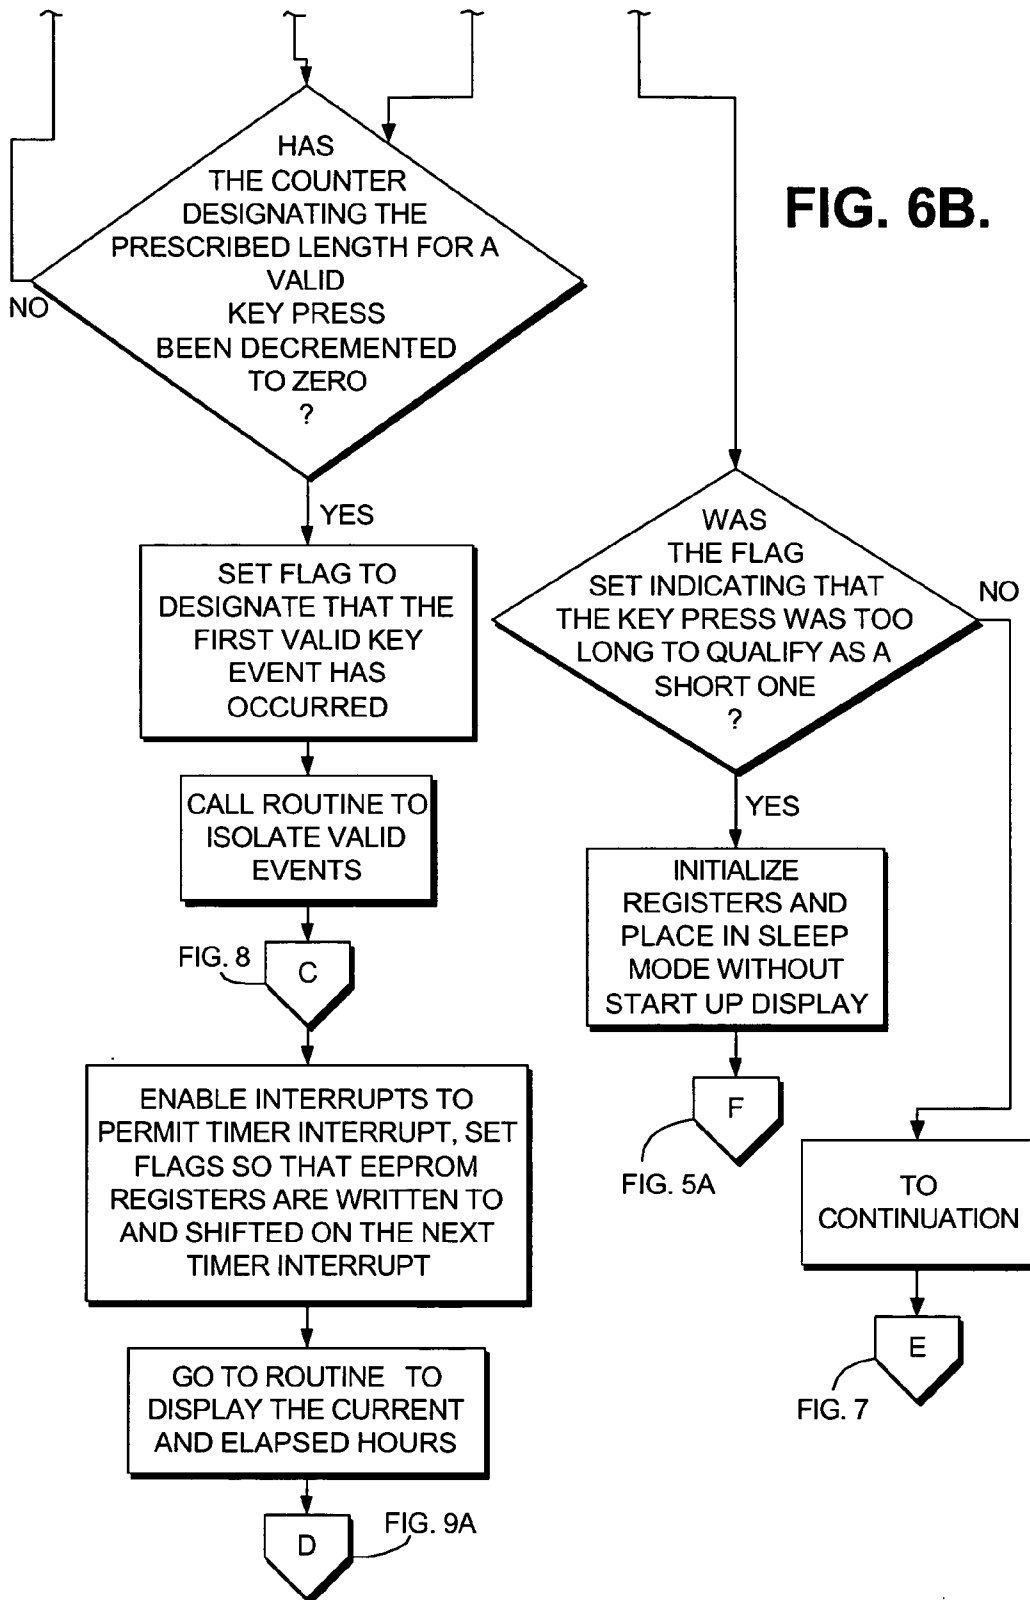 FIG. 6B.
HAS
THE COUNTER
DESIGNATING THE
PRESCRIBED LENGTH FOR A
VALID
KEY PRESS
BEEN DECREMENTED
TO ZERO
?
NO
YES
SET FLAG TO
DESIGNATE THAT THE
FIRST VALID KEY
EVENT HAS
OCCURRED
CALL ROUTINE TO
ISOLATE VALID
EVENTS
FIG. 8
C
ENABLE INTERRUPTS TO
PERMIT TIMER INTERRUPT, SET
FLAGS SO THAT EEPROM
REGISTERS ARE WRITTEN TO
AND SHIFTED ON THE NEXT
TIMER INTERRUPT
GO TO ROUTINE TO
DISPLAY THE CURRENT
AND ELAPSED HOURS
D
FIG. 9A
WAS
THE FLAG
SET INDICATING THAT
THE KEY PRESS WAS TOO
LONG TO QUALIFY AS A
SHORT ONE
?
NO
YES
INITIALIZE
REGISTERS AND
PLACE IN SLEEP
MODE WITHOUT
START UP DISPLAY
F
FIG. 5A
TO
CONTINUATION
E
FIG. 7